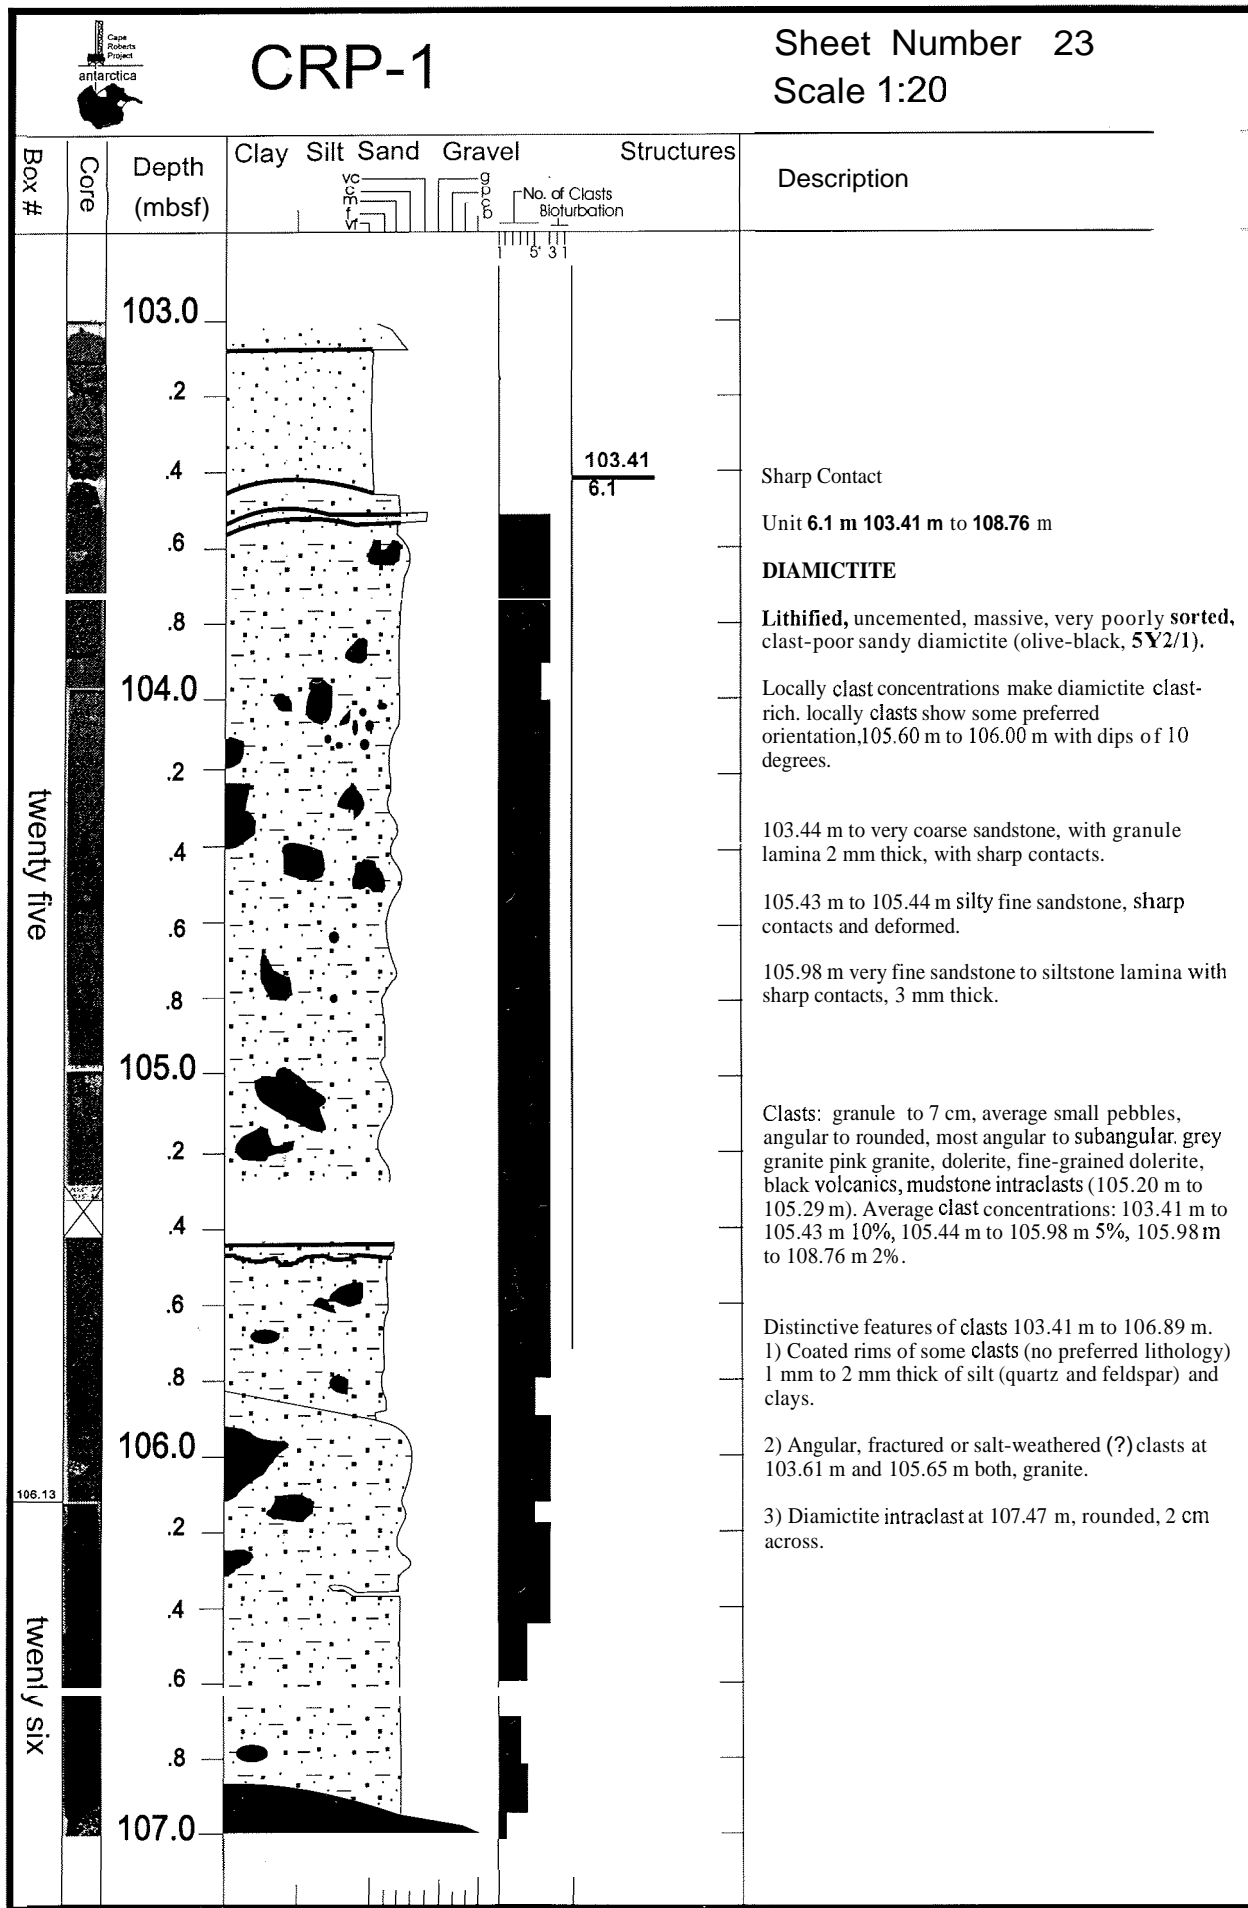 Cape
Roberts
Project
antarctica
CRP-1
Sheet Number 23
Scale 1:20
Box #
Core
Depth
(mbsf)
Clay Silt Sand Gravel
vc
c
m
f
vf
g
p
c
b
Structures
No. of Clasts
Bioturbation
1 5' 3 1
Description
103.0
.2
.4
.6
.8
104.0
.2
.4
.6
.8
105.0
.2
.4
.6
.8
106.0
.2
.4
.6
.8
107.0
twenty five
106.13
twenty six
103.41
6.1
Sharp Contact
Unit 6.1 m 103.41 m to 108.76 m
DIAMICTITE
Lithified, uncemented, massive, very poorly sorted,
clast-poor sandy diamictite (olive-black, 5Y2/1).
Locally clast concentrations make diamictite clast-
rich. locally clasts show some preferred
orientation,105.60 m to 106.00 m with dips of 10
degrees.
103.44 m to very coarse sandstone, with granule
lamina 2 mm thick, with sharp contacts.
105.43 m to 105.44 m silty fine sandstone, sharp
contacts and deformed.
105.98 m very fine sandstone to siltstone lamina with
sharp contacts, 3 mm thick.
Clasts: granule to 7 cm, average small pebbles,
angular to rounded, most angular to subangular. grey
granite pink granite, dolerite, fine-grained dolerite,
black volcanics, mudstone intraclasts (105.20 m to
105.29 m). Average clast concentrations: 103.41 m to
105.43 m 10%, 105.44 m to 105.98 m 5%, 105.98 m
to 108.76 m 2%.
Distinctive features of clasts 103.41 m to 106.89 m.
1) Coated rims of some clasts (no preferred lithology)
1 mm to 2 mm thick of silt (quartz and feldspar) and
clays.
2) Angular, fractured or salt-weathered (?) clasts at
103.61 m and 105.65 m both, granite.
3) Diamictite intraclast at 107.47 m, rounded, 2 cm
across.